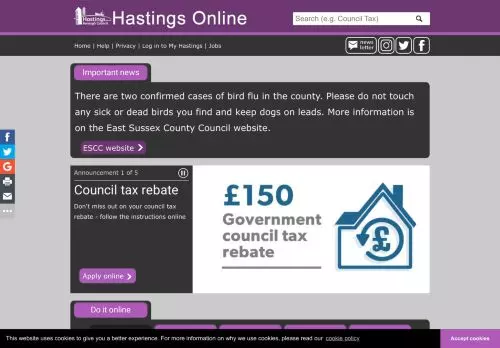 Hastings
Borough Council
Hastings Online
Search (e.g. Council Tax)
Home | Help | Privacy | Log in to My Hastings | Jobs
news
letter
Important news
There are two confirmed cases of bird flu in the county. Please do not touch
any sick or dead birds you find and keep dogs on leads. More information is
on the East Sussex County Council website.
ESCC website
Announcement 1 of 5
Council tax rebate
Don't miss out on your council tax
rebate - follow the instructions online
Apply online
£150
Government
council tax
rebate
£
Do it online
This website uses cookies to give you a better experience. For more information on why we use cookies, please read our cookie policy
Accept cookies